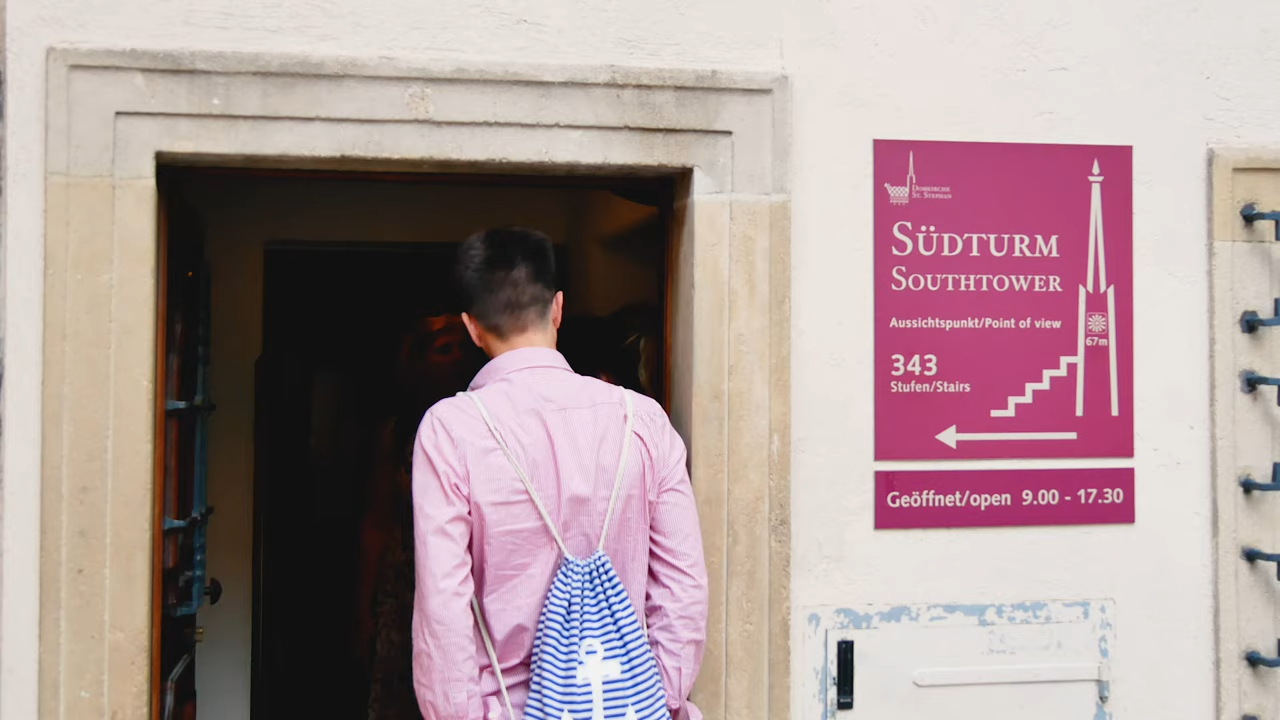 DOMKIRCHE
ST. STEPHAN
SÜDTURM
SOUTHTOWER
Aussichtspunkt/Point of view
67m
343
Stufen/Stairs
Geöffnet/open 9.00 - 17.30